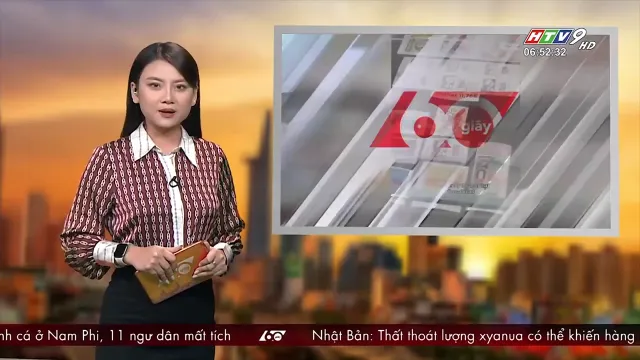 HTV9 HD
06:52:32
60 giây
nh cá ở Nam Phi, 11 ngư dân mất tích 60 Nhật Bản: Thất thoát lượng xyanua có thể khiến hàng